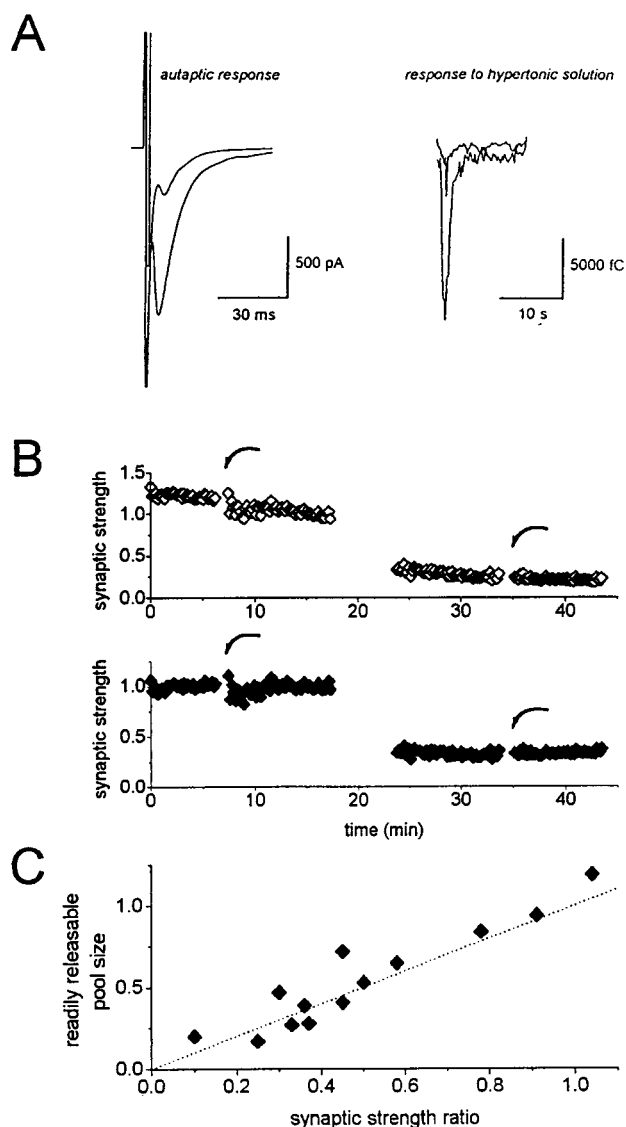 A
autaptic response
response to hypertonic solution
500 pA
30 ms
5000 fC
10 s
B
synaptic strength
1.5
1.0
0.5
0.0
0 10 20 30 40
synaptic strength
1.0
0.5
0.0
0 10 20 30 40
time (min)
C
readily releasable
pool size
1.0
0.5
0.0
0.0 0.2 0.4 0.6 0.8 1.0
synaptic strength ratio